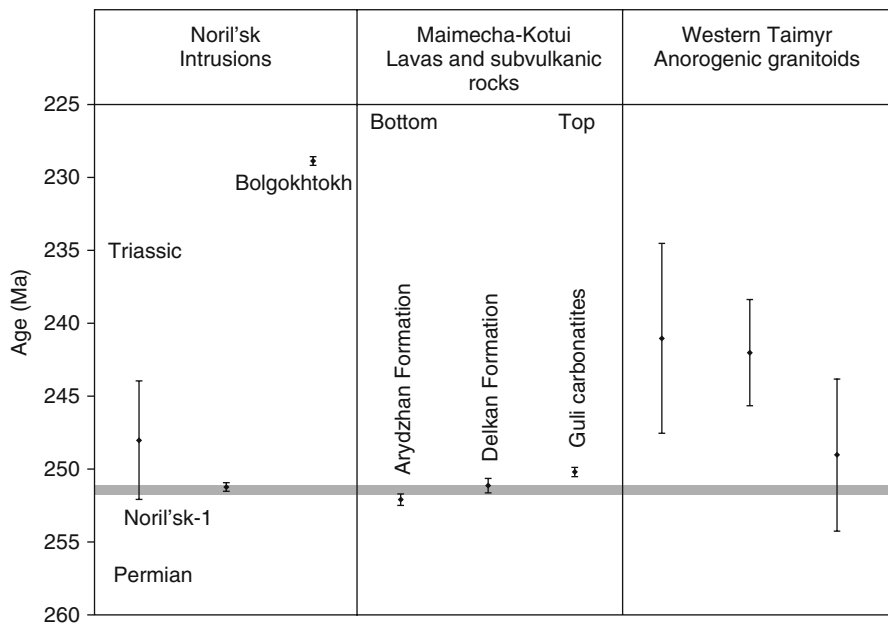 Noril'sk
Intrusions
Maimecha-Kotui
Lavas and subvulkanic
rocks
Western Taimyr
Anorogenic granitoids
Age (Ma)
225
230
235
240
245
250
255
260
Bolgokhtokh
Triassic
Noril'sk-1
Permian
Bottom
Top
Arydzhan Formation
Delkan Formation
Guli carbonatites